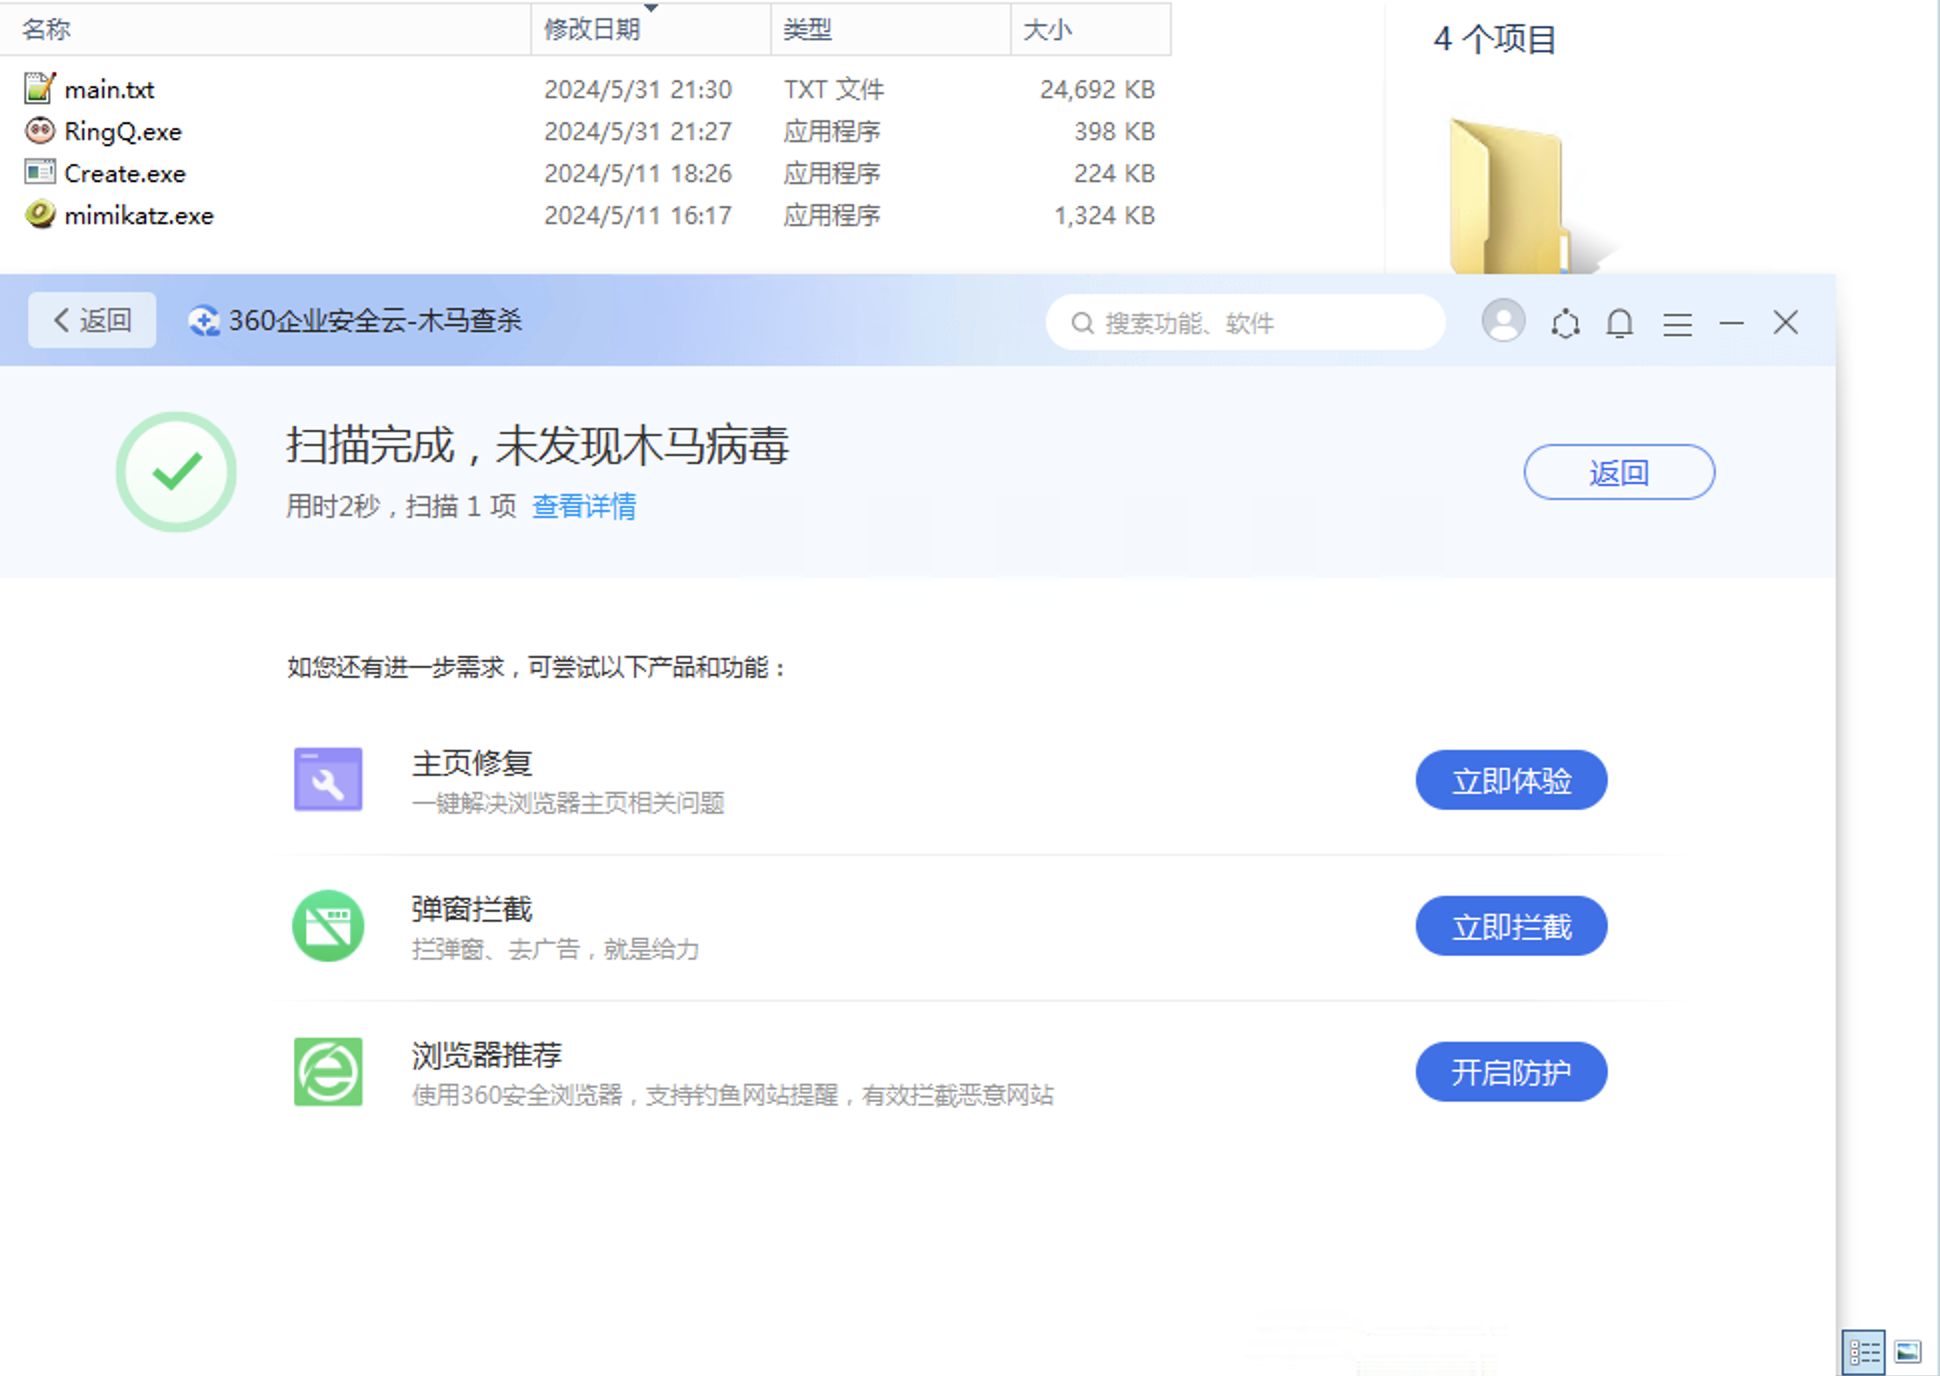 名称 修改日期 类型 大小
4 个项目
main.txt 2024/5/31 21:30 TXT 文件 24,692 KB
RingQ.exe 2024/5/31 21:27 应用程序 398 KB
Create.exe 2024/5/11 18:26 应用程序 224 KB
mimikatz.exe 2024/5/11 16:17 应用程序 1,324 KB
返回 360企业安全云-木马查杀 搜索功能、软件
扫描完成，未发现木马病毒
用时2秒，扫描 1 项 查看详情
返回
如您还有进一步需求，可尝试以下产品和功能：
主页修复
一键解决浏览器主页相关问题
立即体验
弹窗拦截
拦弹窗、去广告，就是给力
立即拦截
浏览器推荐
使用360安全浏览器，支持钓鱼网站提醒，有效拦截恶意网站
开启防护